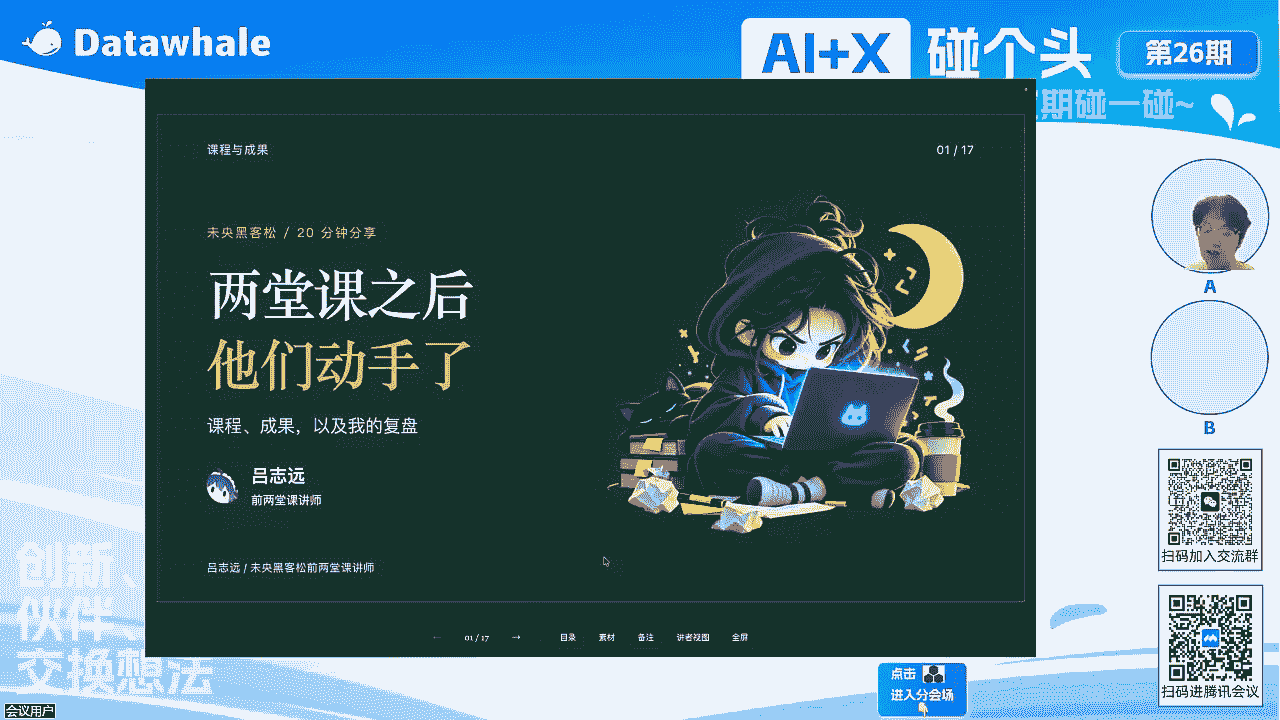 Datawhale
AI+X 碰个头
第26期
期碰一碰~
课程与成果
01 / 17
未央黑客松 / 20 分钟分享
两堂课之后
他们动手了
课程、成果，以及我的复盘
吕志远
前两堂课讲师
吕志远 / 未央黑客松前两堂课讲师
← 01 / 17 → 目录 素材 备注 讲者视图 全屏
A
B
扫码加入交流群
扫码进腾讯会议
创新、
伙伴。
交换想法
点击
进入分会场
会议用户